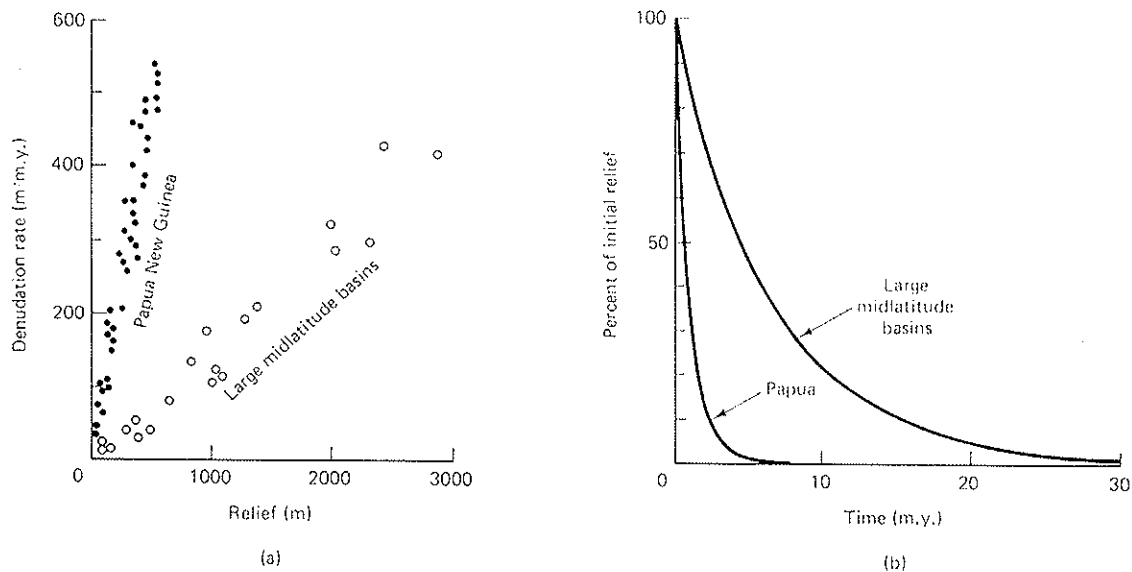 600
400
200
0
1000
2000
3000
Denudation rate (m·m.y.)
Papua New Guinea
Large midlatitude basins
Relief (m)
(a)
100
50
0
10
20
30
Percent of initial relief
Large
midlatitude
basins
Papua
Time (m.y.)
(b)